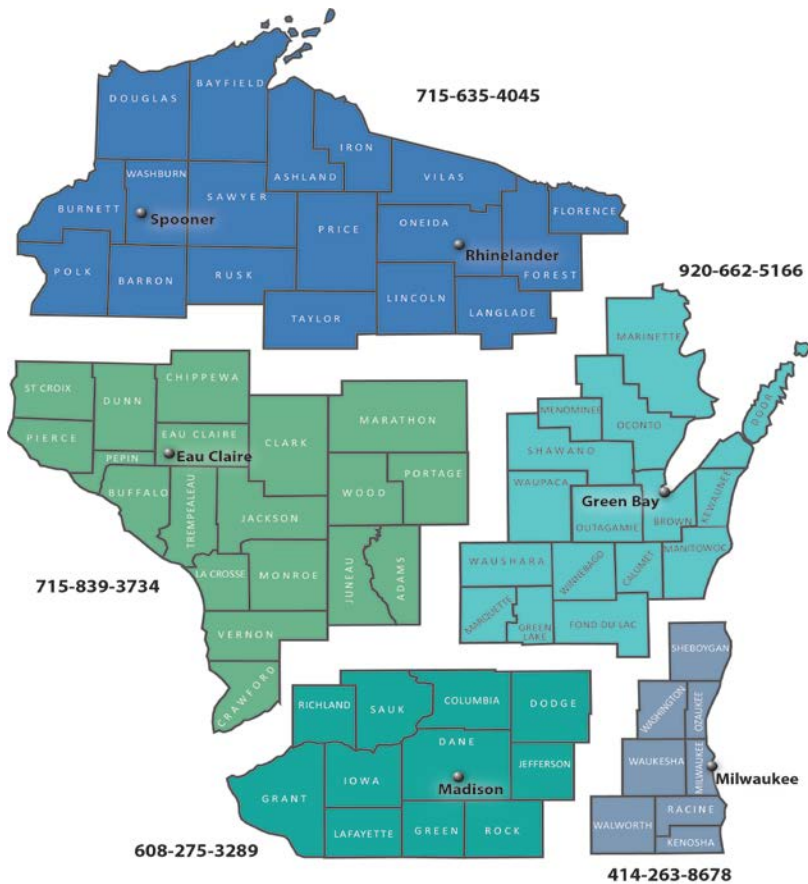 715-635-4045
BAYFIELD
DOUGLAS
IRON
WASHBURN
ASHLAND
VILAS
SAWYER
BURNETT
Spooner
FLORENCE
ONEIDA
PRICE
Rhinelander
POLK
BARRON
RUSK
FOREST
LINCOLN
LANGLADE
TAYLOR
920-662-5166
MARINETTE
DOOR
MENOMINEE
OCONTO
SHAWANO
WAUPACA
Green Bay
KEWAUNEE
OUTAGAMIE
BROWN
WAUSHARA
WINNEBAGO
CALUMET
MANITOWOC
MARQUETTE
GREEN
LAKE
FOND DU LAC
CHIPPEWA
ST CROIX
DUNN
MARATHON
PIERCE
EAU CLAIRE
CLARK
Eau Claire
PEPIN
PORTAGE
BUFFALO
WOOD
TREMPEALEAU
JACKSON
LA CROSSE
MONROE
JUNEAU
ADAMS
715-839-3734
VERNON
CRAWFORD
RICHLAND
SAUK
COLUMBIA
DODGE
DANE
JEFFERSON
IOWA
Madison
GRANT
LAFAYETTE
GREEN
ROCK
608-275-3289
SHEBOYGAN
WASHINGTON
OZAUKEE
WAUKESHA
MILWAUKEE
Milwaukee
RACINE
WALWORTH
KENOSHA
414-263-8678